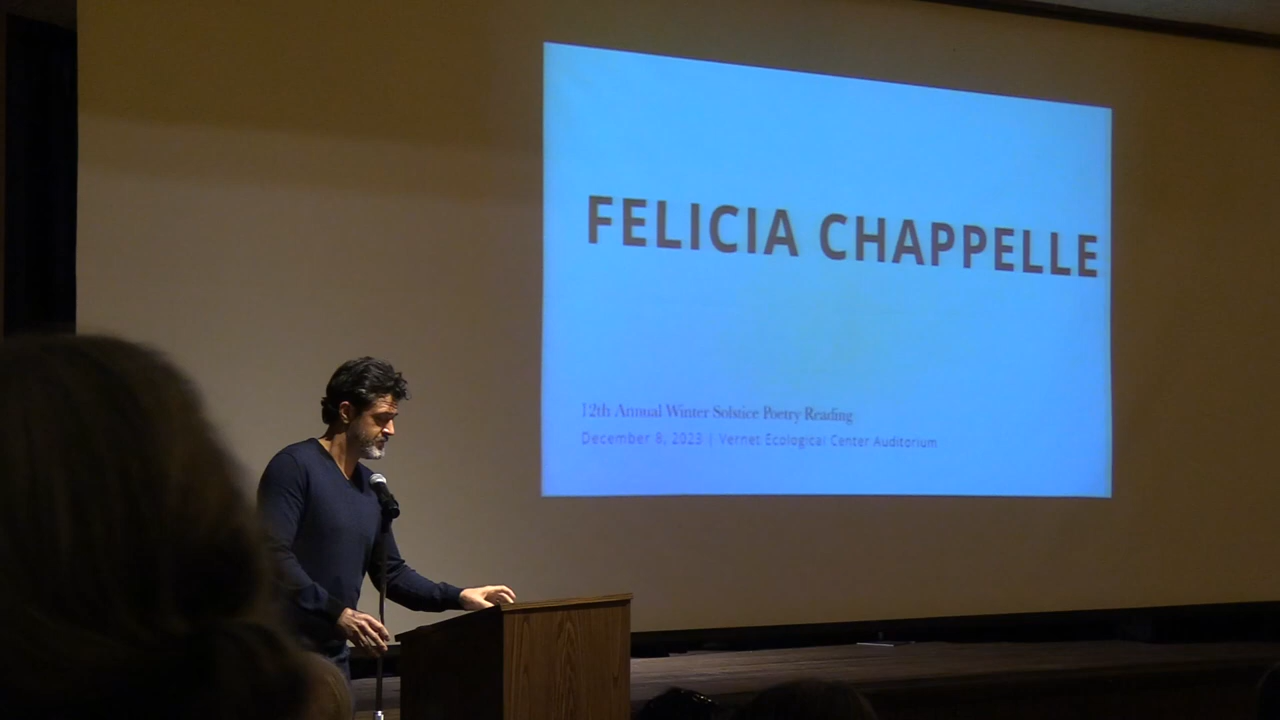 FELICIA CHAPPELLE
12th Annual Winter Solstice Poetry Reading
December 8, 2023 | Vernet Ecological Center Auditorium